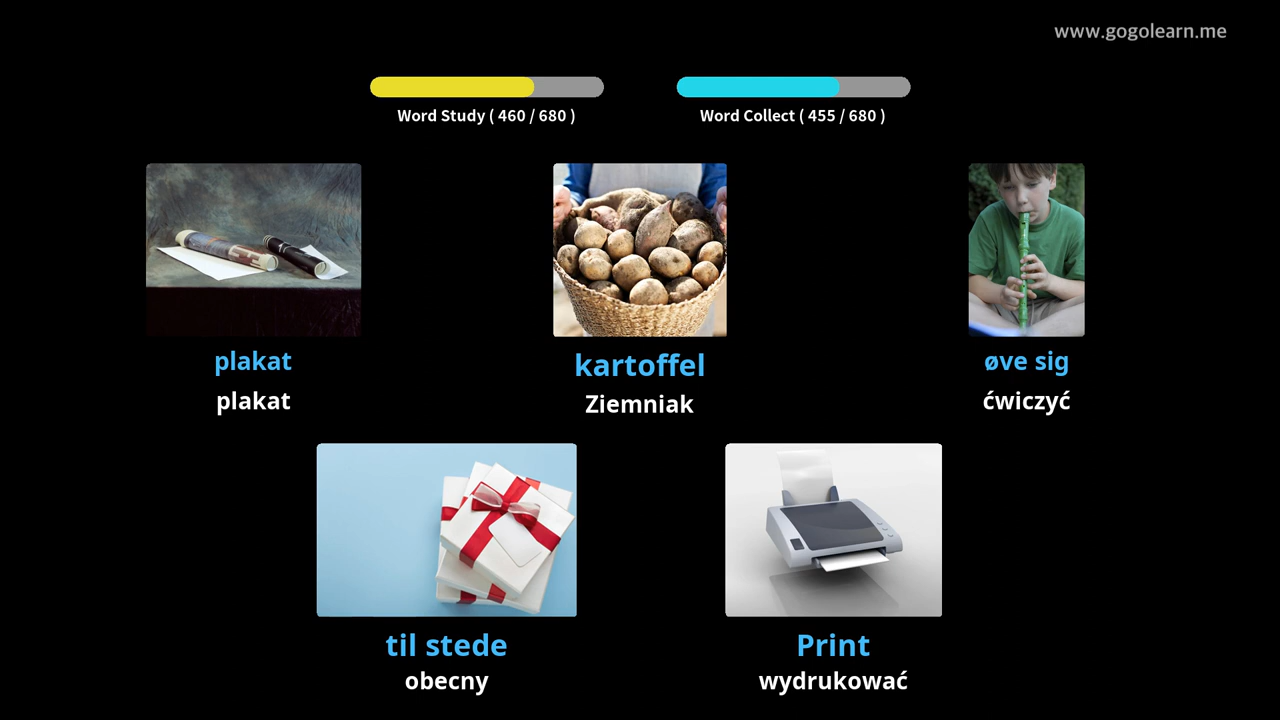 www.gogolearn.me
Word Study ( 460 / 680 )
Word Collect ( 455 / 680 )
plakat
plakat
kartoffel
Ziemniak
øve sig
ćwiczyć
til stede
obecny
Print
wydrukować